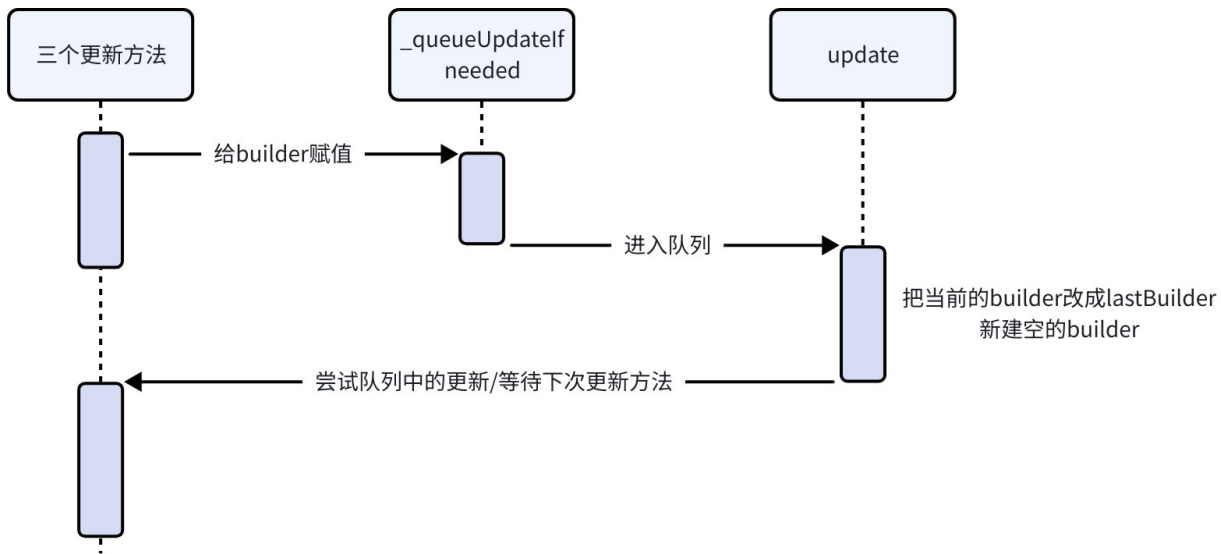 三个更新方法
_queueUpdateIf
needed
update
给builder赋值
进入队列
把当前的builder改成lastBuilder
新建空的builder
尝试队列中的更新/等待下次更新方法